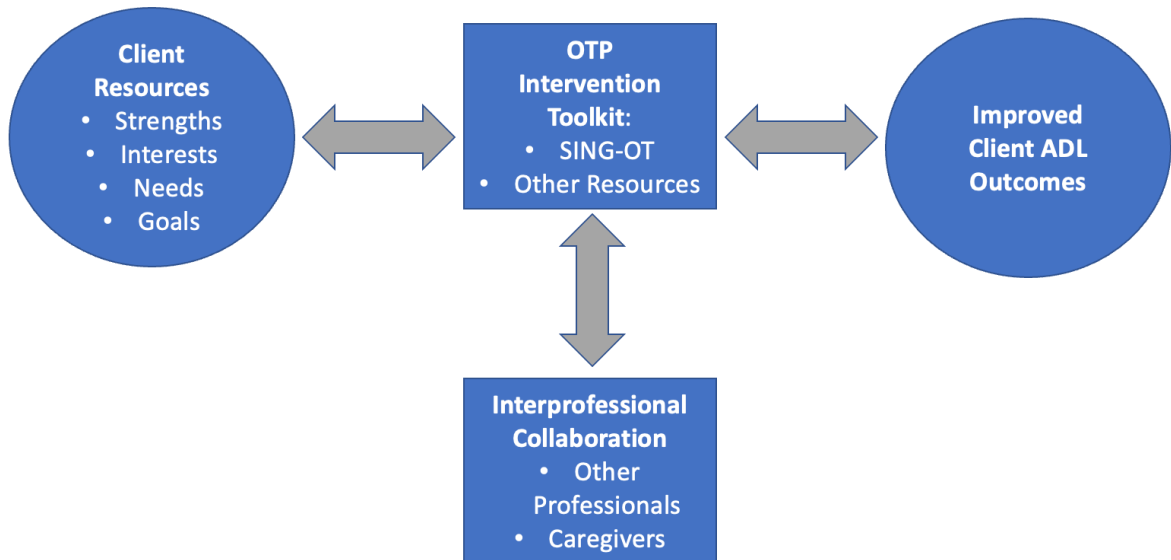 Client
Resources
• Strengths
• Interests
• Needs
• Goals
OTP
Intervention
Toolkit:
• SING-OT
• Other Resources
Improved
Client ADL
Outcomes
Interprofessional
Collaboration
• Other
Professionals
• Caregivers